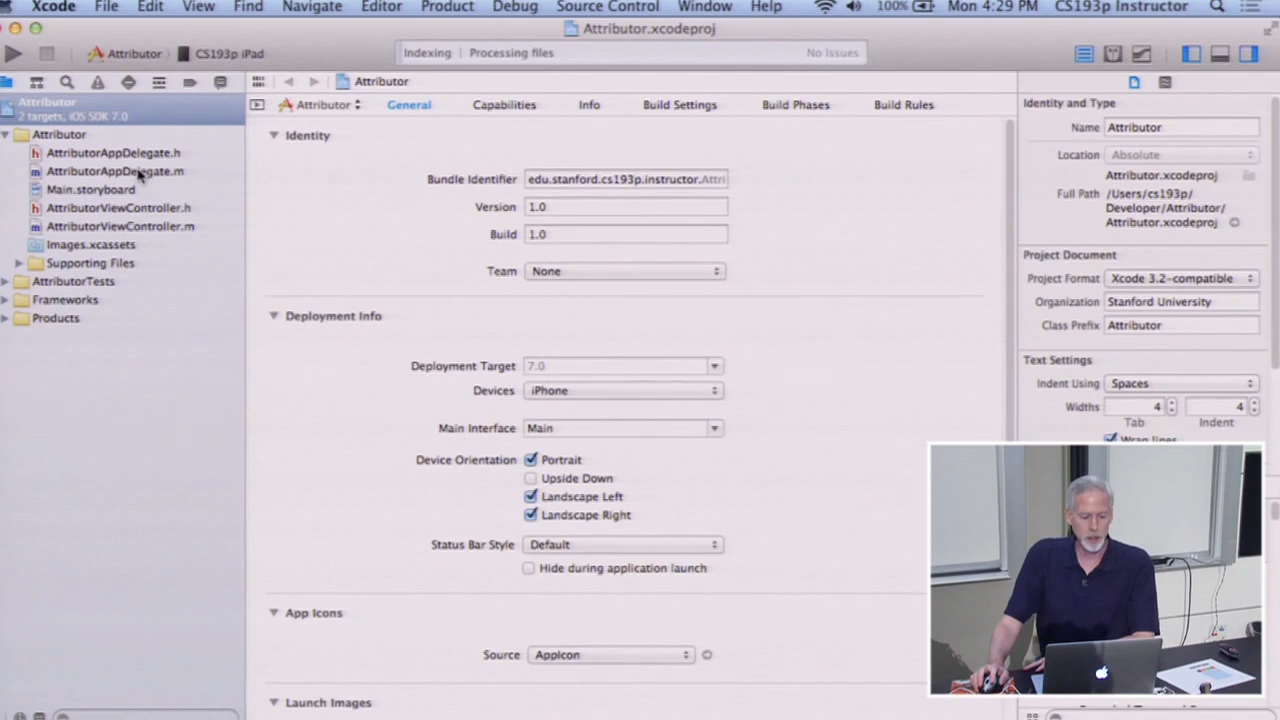 Xcode File Edit View Find Navigate Editor Product Debug Source Control Window Help 100% Mon 4:29 PM CS193p Instructor
Attributor.xcodeproj
Attributor CS193p iPad
Indexing Processing files No Issues
Attributor
2 targets, iOS SDK 7.0
Attributor
AttributorAppDelegate.h
AttributorAppDelegate.m
Main.storyboard
AttributorViewController.h
AttributorViewController.m
Images.xcassets
Supporting Files
AttributorTests
Frameworks
Products
Attributor
Attributor General Capabilities Info Build Settings Build Phases Build Rules
Identity
Bundle Identifier edu.stanford.cs193p.instructor.Attri
Version 1.0
Build 1.0
Team None
Deployment Info
Deployment Target 7.0
Devices iPhone
Main Interface Main
Device Orientation Portrait
Upside Down
Landscape Left
Landscape Right
Status Bar Style Default
Hide during application launch
App Icons
Source AppIcon
Launch Images
Identity and Type
Name Attributor
Location Absolute
Attributor.xcodeproj
Full Path /Users/cs193p/
Developer/Attributor/
Attributor.xcodeproj
Project Document
Project Format Xcode 3.2-compatible
Organization Stanford University
Class Prefix Attributor
Text Settings
Indent Using Spaces
Widths 4 4
Tab Indent
Wrap lines